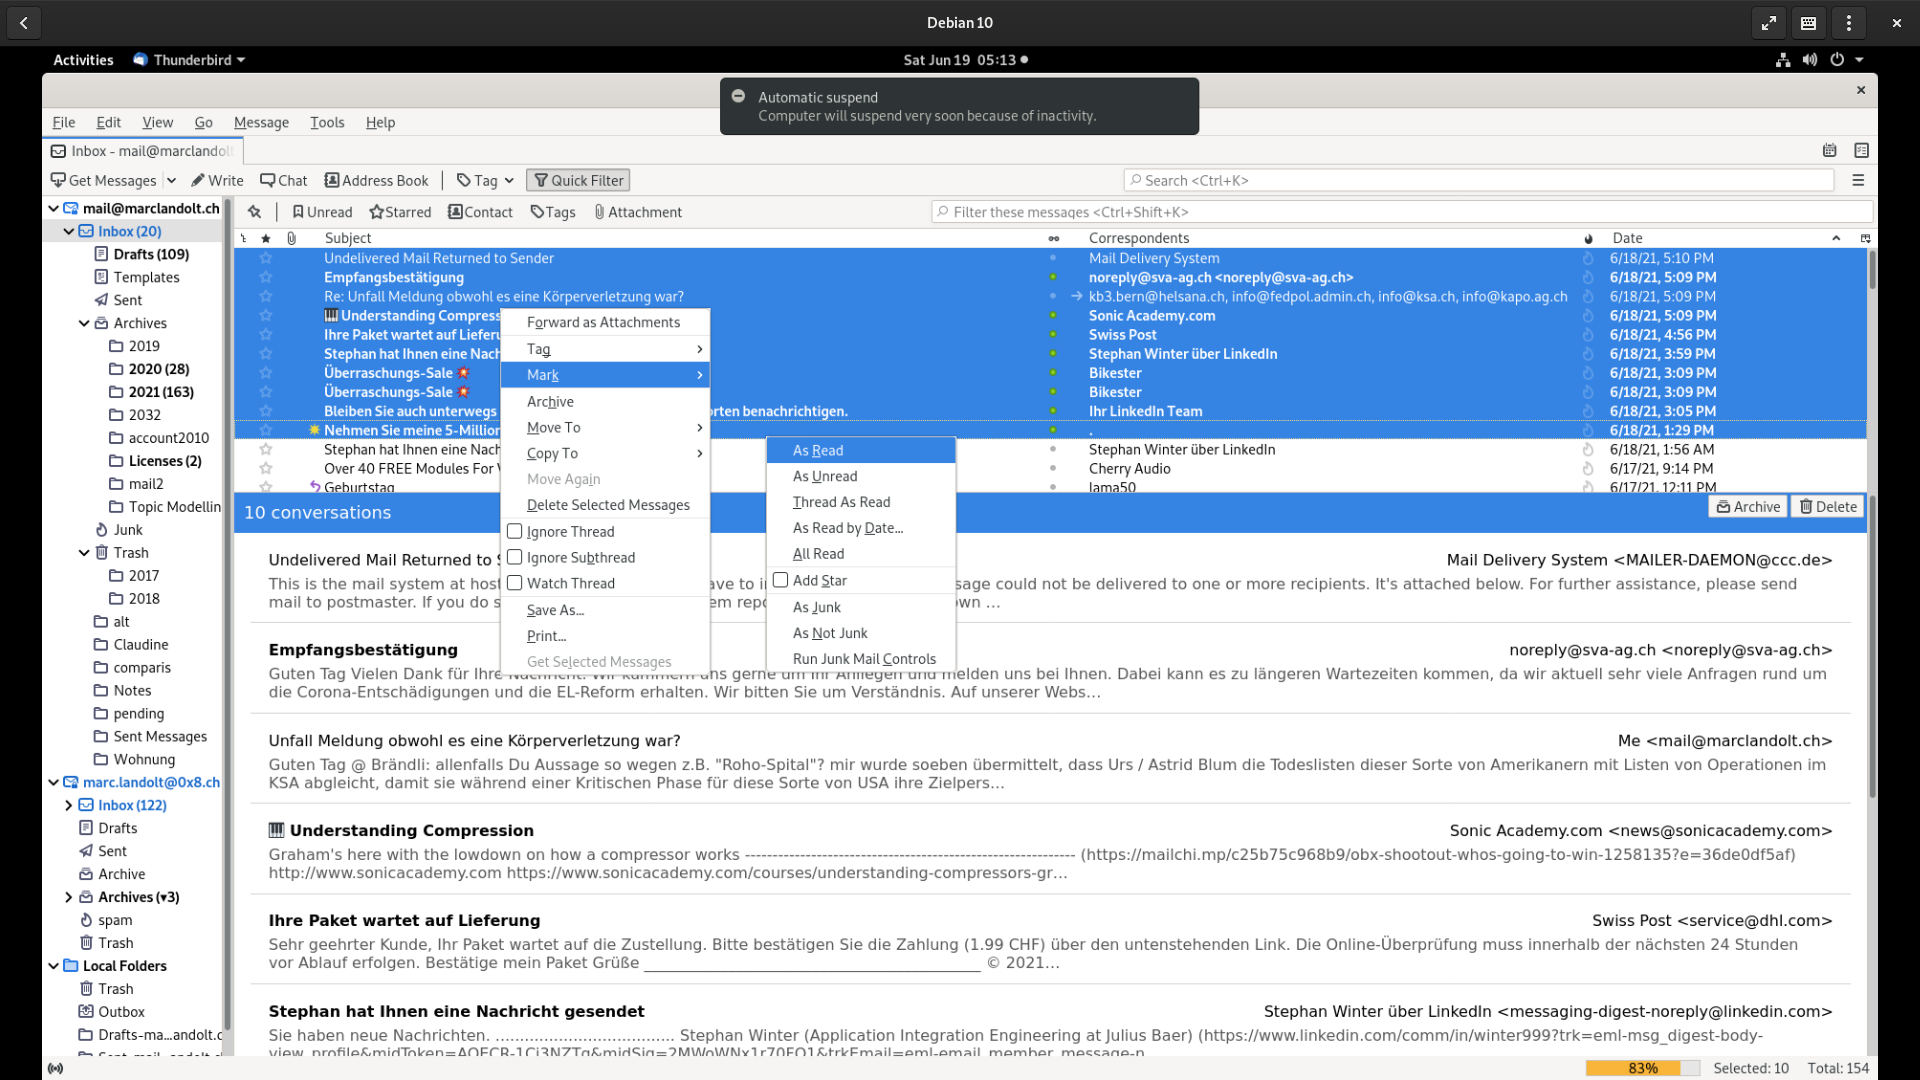 Debian 10
Activities Thunderbird Sat Jun 19 05:13
Automatic suspend
Computer will suspend very soon because of inactivity.
File Edit View Go Message Tools Help
Inbox - mail@marclandolt
Get Messages Write Chat Address Book Tag Quick Filter Search <Ctrl+K>
Unread Starred Contact Tags Attachment Filter these messages <Ctrl+Shift+K>
Subject Correspondents Date
Undelivered Mail Returned to Sender Mail Delivery System 6/18/21, 5:10 PM
Empfangsbestätigung noreply@sva-ag.ch <noreply@sva-ag.ch> 6/18/21, 5:09 PM
Re: Unfall Meldung obwohl es eine Körperverletzung war? kb3.bern@helsana.ch, info@fedpol.admin.ch, info@ksa.ch, info@kapo.ag.ch 6/18/21, 5:09 PM
Understanding Compress Sonic Academy.com 6/18/21, 5:09 PM
Ihre Paket wartet auf Lieferu Swiss Post 6/18/21, 4:56 PM
Stephan hat Ihnen eine Nach Stephan Winter über LinkedIn 6/18/21, 3:59 PM
Überraschungs-Sale Bikester 6/18/21, 3:09 PM
Überraschungs-Sale Bikester 6/18/21, 3:09 PM
Bleiben Sie auch unterwegs orten benachrichtigen. Ihr LinkedIn Team 6/18/21, 3:05 PM
Nehmen Sie meine 5-Million . 6/18/21, 1:29 PM
Stephan hat Ihnen eine Nach Stephan Winter über LinkedIn 6/18/21, 1:56 AM
Over 40 FREE Modules For V Cherry Audio 6/17/21, 9:14 PM
Geburtstag lama50 6/17/21, 12:11 PM
mail@marclandolt.ch
Inbox (20)
Drafts (109)
Templates
Sent
Archives
2019
2020 (28)
2021 (163)
2032
account2010
Licenses (2)
mail2
Topic Modellin
Junk
Trash
2017
2018
alt
Claudine
comparis
Notes
pending
Sent Messages
Wohnung
marc.landolt@0x8.ch
Inbox (122)
Drafts
Sent
Archive
Archives (▾3)
spam
Trash
Local Folders
Trash
Outbox
Drafts-ma...andolt.c
Forward as Attachments
Tag
Mark
Archive
Move To
Copy To
Move Again
Delete Selected Messages
Ignore Thread
Ignore Subthread
Watch Thread
Save As...
Print...
Get Selected Messages
As Read
As Unread
Thread As Read
As Read by Date...
All Read
Add Star
As Junk
As Not Junk
Run Junk Mail Controls
10 conversations Archive Delete
Undelivered Mail Returned to S Mail Delivery System <MAILER-DAEMON@ccc.de>
This is the mail system at host ave to in sage could not be delivered to one or more recipients. It's attached below. For further assistance, please send
mail to postmaster. If you do s em repo own ...
Empfangsbestätigung noreply@sva-ag.ch <noreply@sva-ag.ch>
Guten Tag Vielen Dank für Ihre Nachricht. Wir kümmern uns gerne um Ihr Anliegen und melden uns bei Ihnen. Dabei kann es zu längeren Wartezeiten kommen, da wir aktuell sehr viele Anfragen rund um
die Corona-Entschädigungen und die EL-Reform erhalten. Wir bitten Sie um Verständnis. Auf unserer Webs...
Unfall Meldung obwohl es eine Körperverletzung war? Me <mail@marclandolt.ch>
Guten Tag @ Brändli: allenfalls Du Aussage so wegen z.B. "Roho-Spital"? mir wurde soeben übermittelt, dass Urs / Astrid Blum die Todeslisten dieser Sorte von Amerikanern mit Listen von Operationen im
KSA abgleicht, damit sie während einer Kritischen Phase für diese Sorte von USA ihre Zielpers...
Understanding Compression Sonic Academy.com <news@sonicacademy.com>
Graham's here with the lowdown on how a compressor works ------------------------------------------------------------ (https://mailchi.mp/c25b75c968b9/obx-shootout-whos-going-to-win-1258135?e=36de0df5af)
http://www.sonicacademy.com https://www.sonicacademy.com/courses/understanding-compressors-gr...
Ihre Paket wartet auf Lieferung Swiss Post <service@dhl.com>
Sehr geehrter Kunde, Ihr Paket wartet auf die Zustellung. Bitte bestätigen Sie die Zahlung (1.99 CHF) über den untenstehenden Link. Die Online-Überprüfung muss innerhalb der nächsten 24 Stunden
vor Ablauf erfolgen. Bestätige mein Paket Grüße ________________________________________ © 2021...
Stephan hat Ihnen eine Nachricht gesendet Stephan Winter über LinkedIn <messaging-digest-noreply@linkedin.com>
Sie haben neue Nachrichten. ..................................... Stephan Winter (Application Integration Engineering at Julius Baer) (https://www.linkedin.com/comm/in/winter999?trk=eml-msg_digest-body-
83% Selected: 10 Total: 154